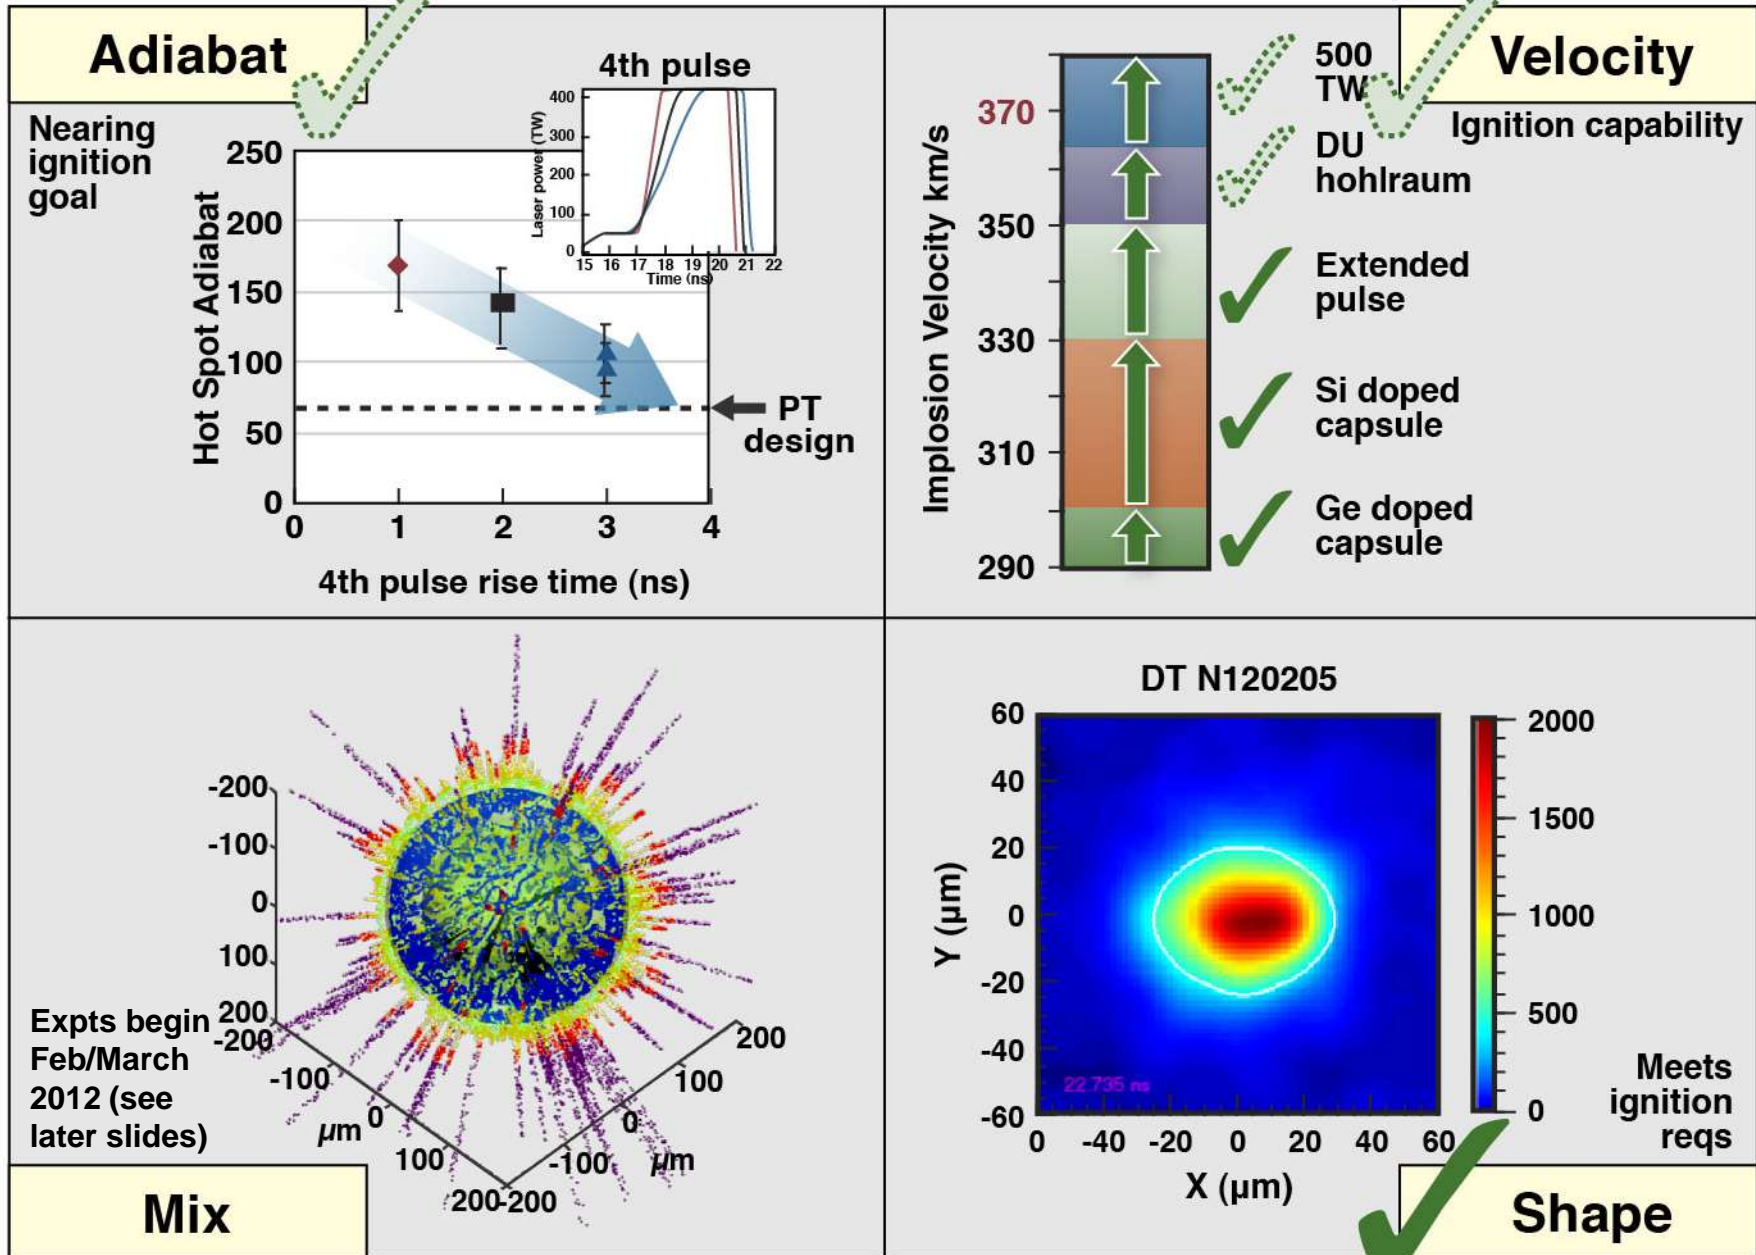 Adiabat
Nearing
ignition
goal
4th pulse
Laser power (TW)
400
300
200
100
0
15 16 17 18 19 20 21 22
Time (ns)
Hot Spot Adiabat
250
200
150
100
50
0
0 1 2 3 4
4th pulse rise time (ns)
PT
design
Velocity
Ignition capability
Implosion Velocity km/s
370
350
330
310
290
500
TW
DU
hohlraum
Extended
pulse
Si doped
capsule
Ge doped
capsule
-200
-100
0
100
200
-200
-100
0
100
200
µm
-200
-100
0
100
200
µm
Expts begin
Feb/March
2012 (see
later slides)
Mix
DT N120205
Y (µm)
60
40
20
0
-20
-40
-60
22.735 ns
0 -40 -20 0 20 40 60
X (µm)
2000
1500
1000
500
0
Meets
ignition
reqs
Shape